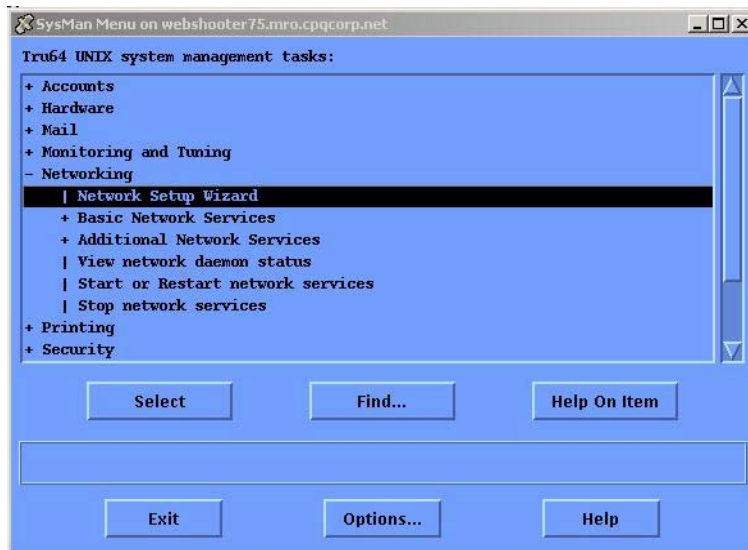 SysMan Menu on webshooter75.mro.cpqcorp.net
Tru64 UNIX system management tasks:
+ Accounts
+ Hardware
+ Mail
+ Monitoring and Tuning
- Networking
| Network Setup Wizard
+ Basic Network Services
+ Additional Network Services
| View network daemon status
| Start or Restart network services
| Stop network services
+ Printing
+ Security
Select Find... Help On Item
Exit Options... Help